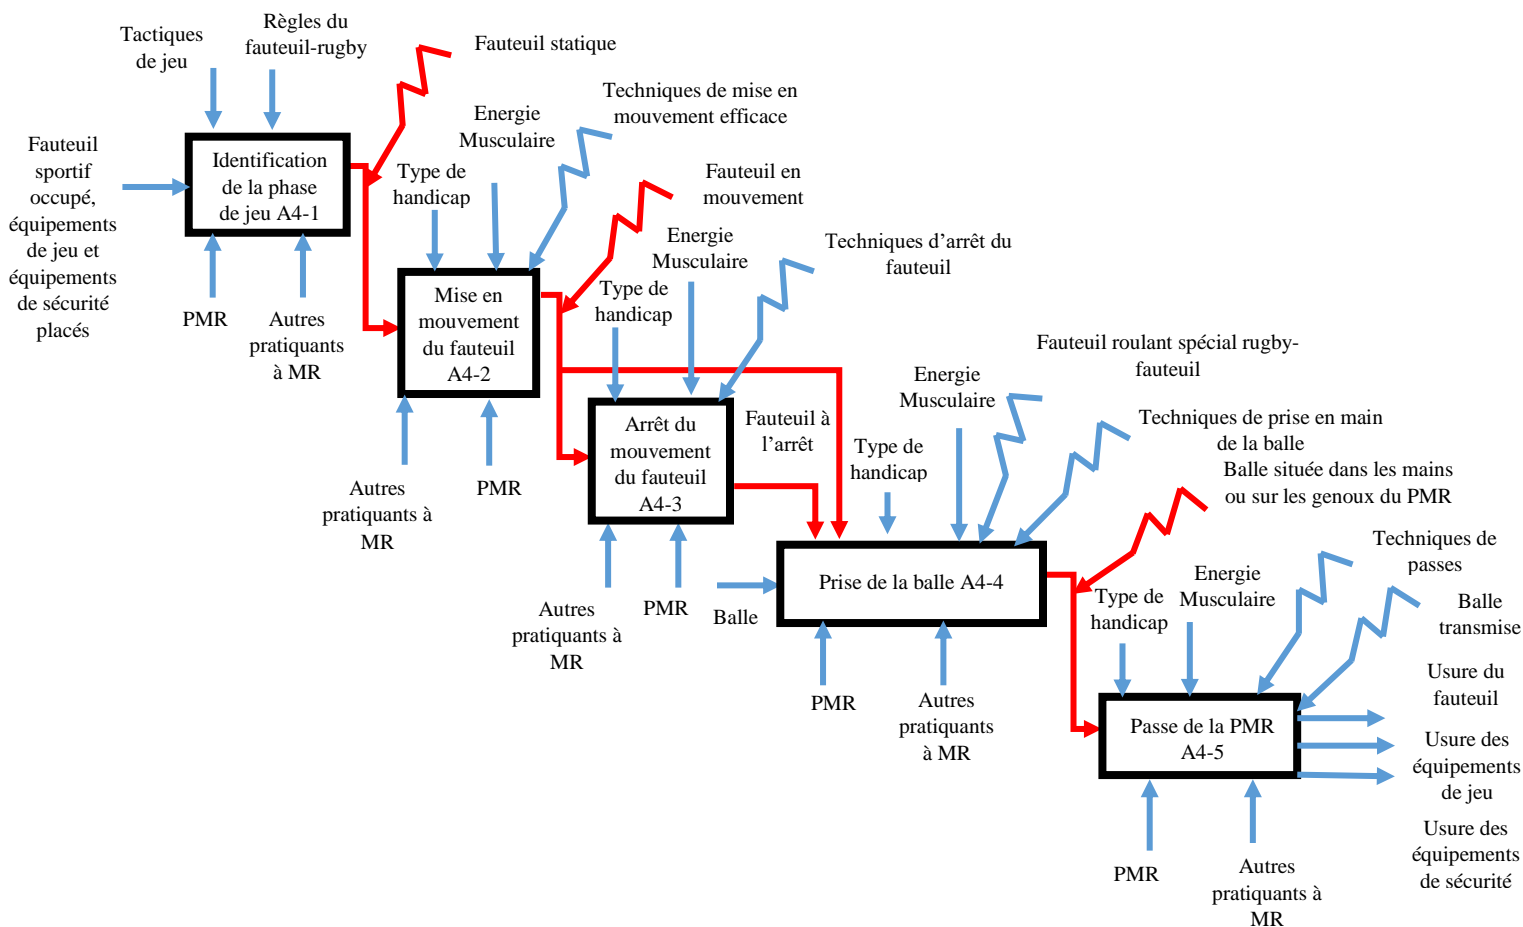 Tactiques
de jeu
Règles du
fauteuil-rugby
Fauteuil statique
Fauteuil
sportif
occupé,
équipements
de jeu et
équipements
de sécurité
placés
Identification
de la phase
de jeu A4-1
PMR
Autres
pratiquants
à MR
Type de
handicap
Energie
Musculaire
Techniques de mise en
mouvement efficace
Fauteuil en
mouvement
Mise en
mouvement
du fauteuil
A4-2
Autres
pratiquants à
MR
PMR
Type de
handicap
Energie
Musculaire
Techniques d’arrêt du
fauteuil
Arrêt du
mouvement
du fauteuil
A4-3
Fauteuil à
l’arrêt
Autres
pratiquants à
MR
PMR
Balle
Type de
handicap
Energie
Musculaire
Fauteuil roulant spécial rugby-
fauteuil
Techniques de prise en main
de la balle
Balle située dans les mains
ou sur les genoux du PMR
Prise de la balle A4-4
PMR
Autres
pratiquants
à MR
Type de
handicap
Energie
Musculaire
Techniques de
passes
Balle
transmise
Passe de la PMR
A4-5
Usure du
fauteuil
Usure des
équipements
de jeu
Usure des
équipements
de sécurité
PMR
Autres
pratiquants à
MR